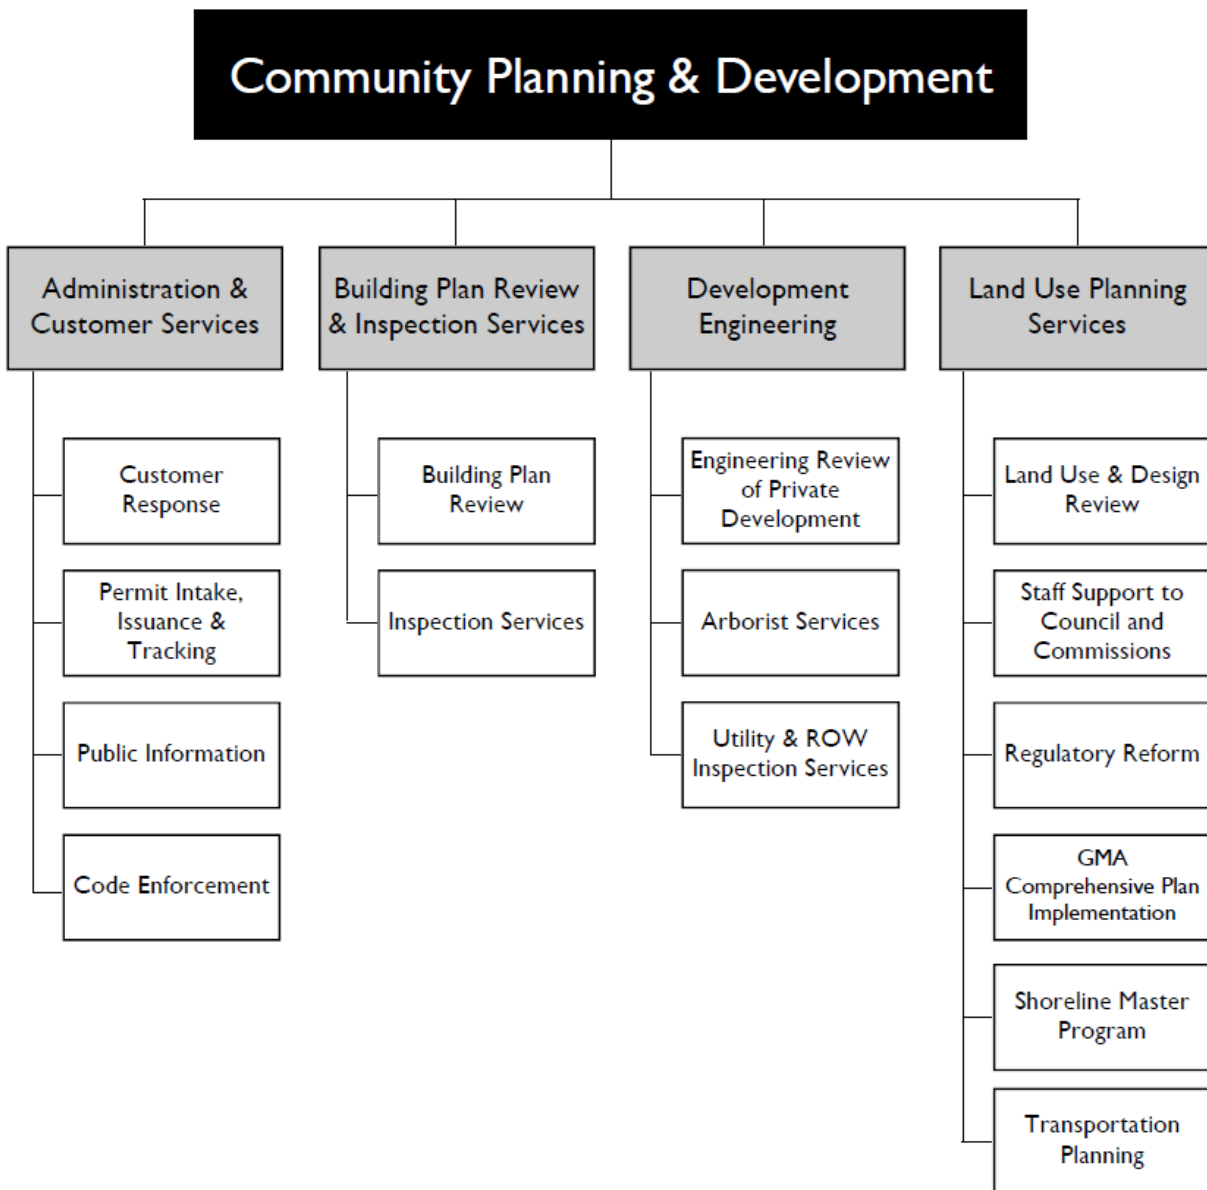 Community Planning & Development
Administration &
Customer Services
Customer
Response
Permit Intake,
Issuance &
Tracking
Public Information
Code Enforcement
Building Plan Review
& Inspection Services
Building Plan
Review
Inspection Services
Development
Engineering
Engineering Review
of Private
Development
Arborist Services
Utility & ROW
Inspection Services
Land Use Planning
Services
Land Use & Design
Review
Staff Support to
Council and
Commissions
Regulatory Reform
GMA
Comprehensive Plan
Implementation
Shoreline Master
Program
Transportation
Planning